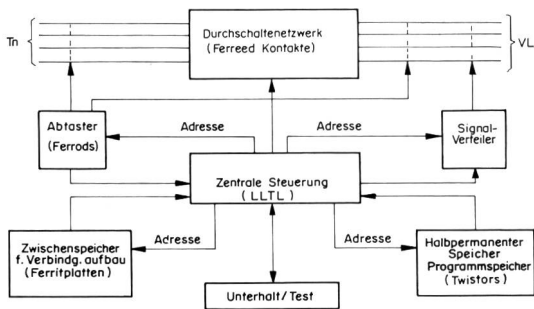 Durchschaltenetzwerk
(Ferreed Kontakte)
Tn
VL
Abtaster
(Ferrods)
Adresse
Adresse
Signal-
Verteiler
Zentrale Steuerung
(LLTL)
Zwischenspeicher
f. Verbindg. aufbau
(Ferritplatten)
Adresse
Adresse
Halbpermanenter
Speicher
Programmspeicher
(Twistors)
Unterhalt/Test